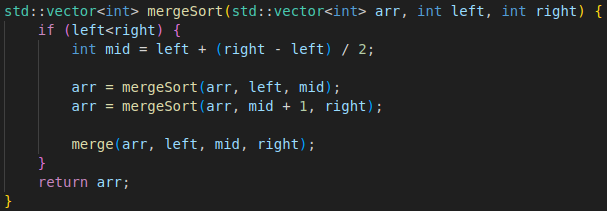 std::vector<int> mergeSort(std::vector<int> arr, int left, int right) {
    if (left<right) {
        int mid = left + (right - left) / 2;

        arr = mergeSort(arr, left, mid);
        arr = mergeSort(arr, mid + 1, right);

        merge(arr, left, mid, right);
    }
    return arr;
}